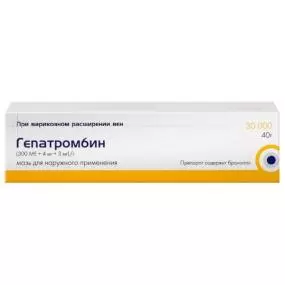 При варикозном расширении вен
30 000
40г
Гепатромбин
(300 МЕ + 4 мг + 3 мг)/г
мазь для наружного применения
Препарат содержит